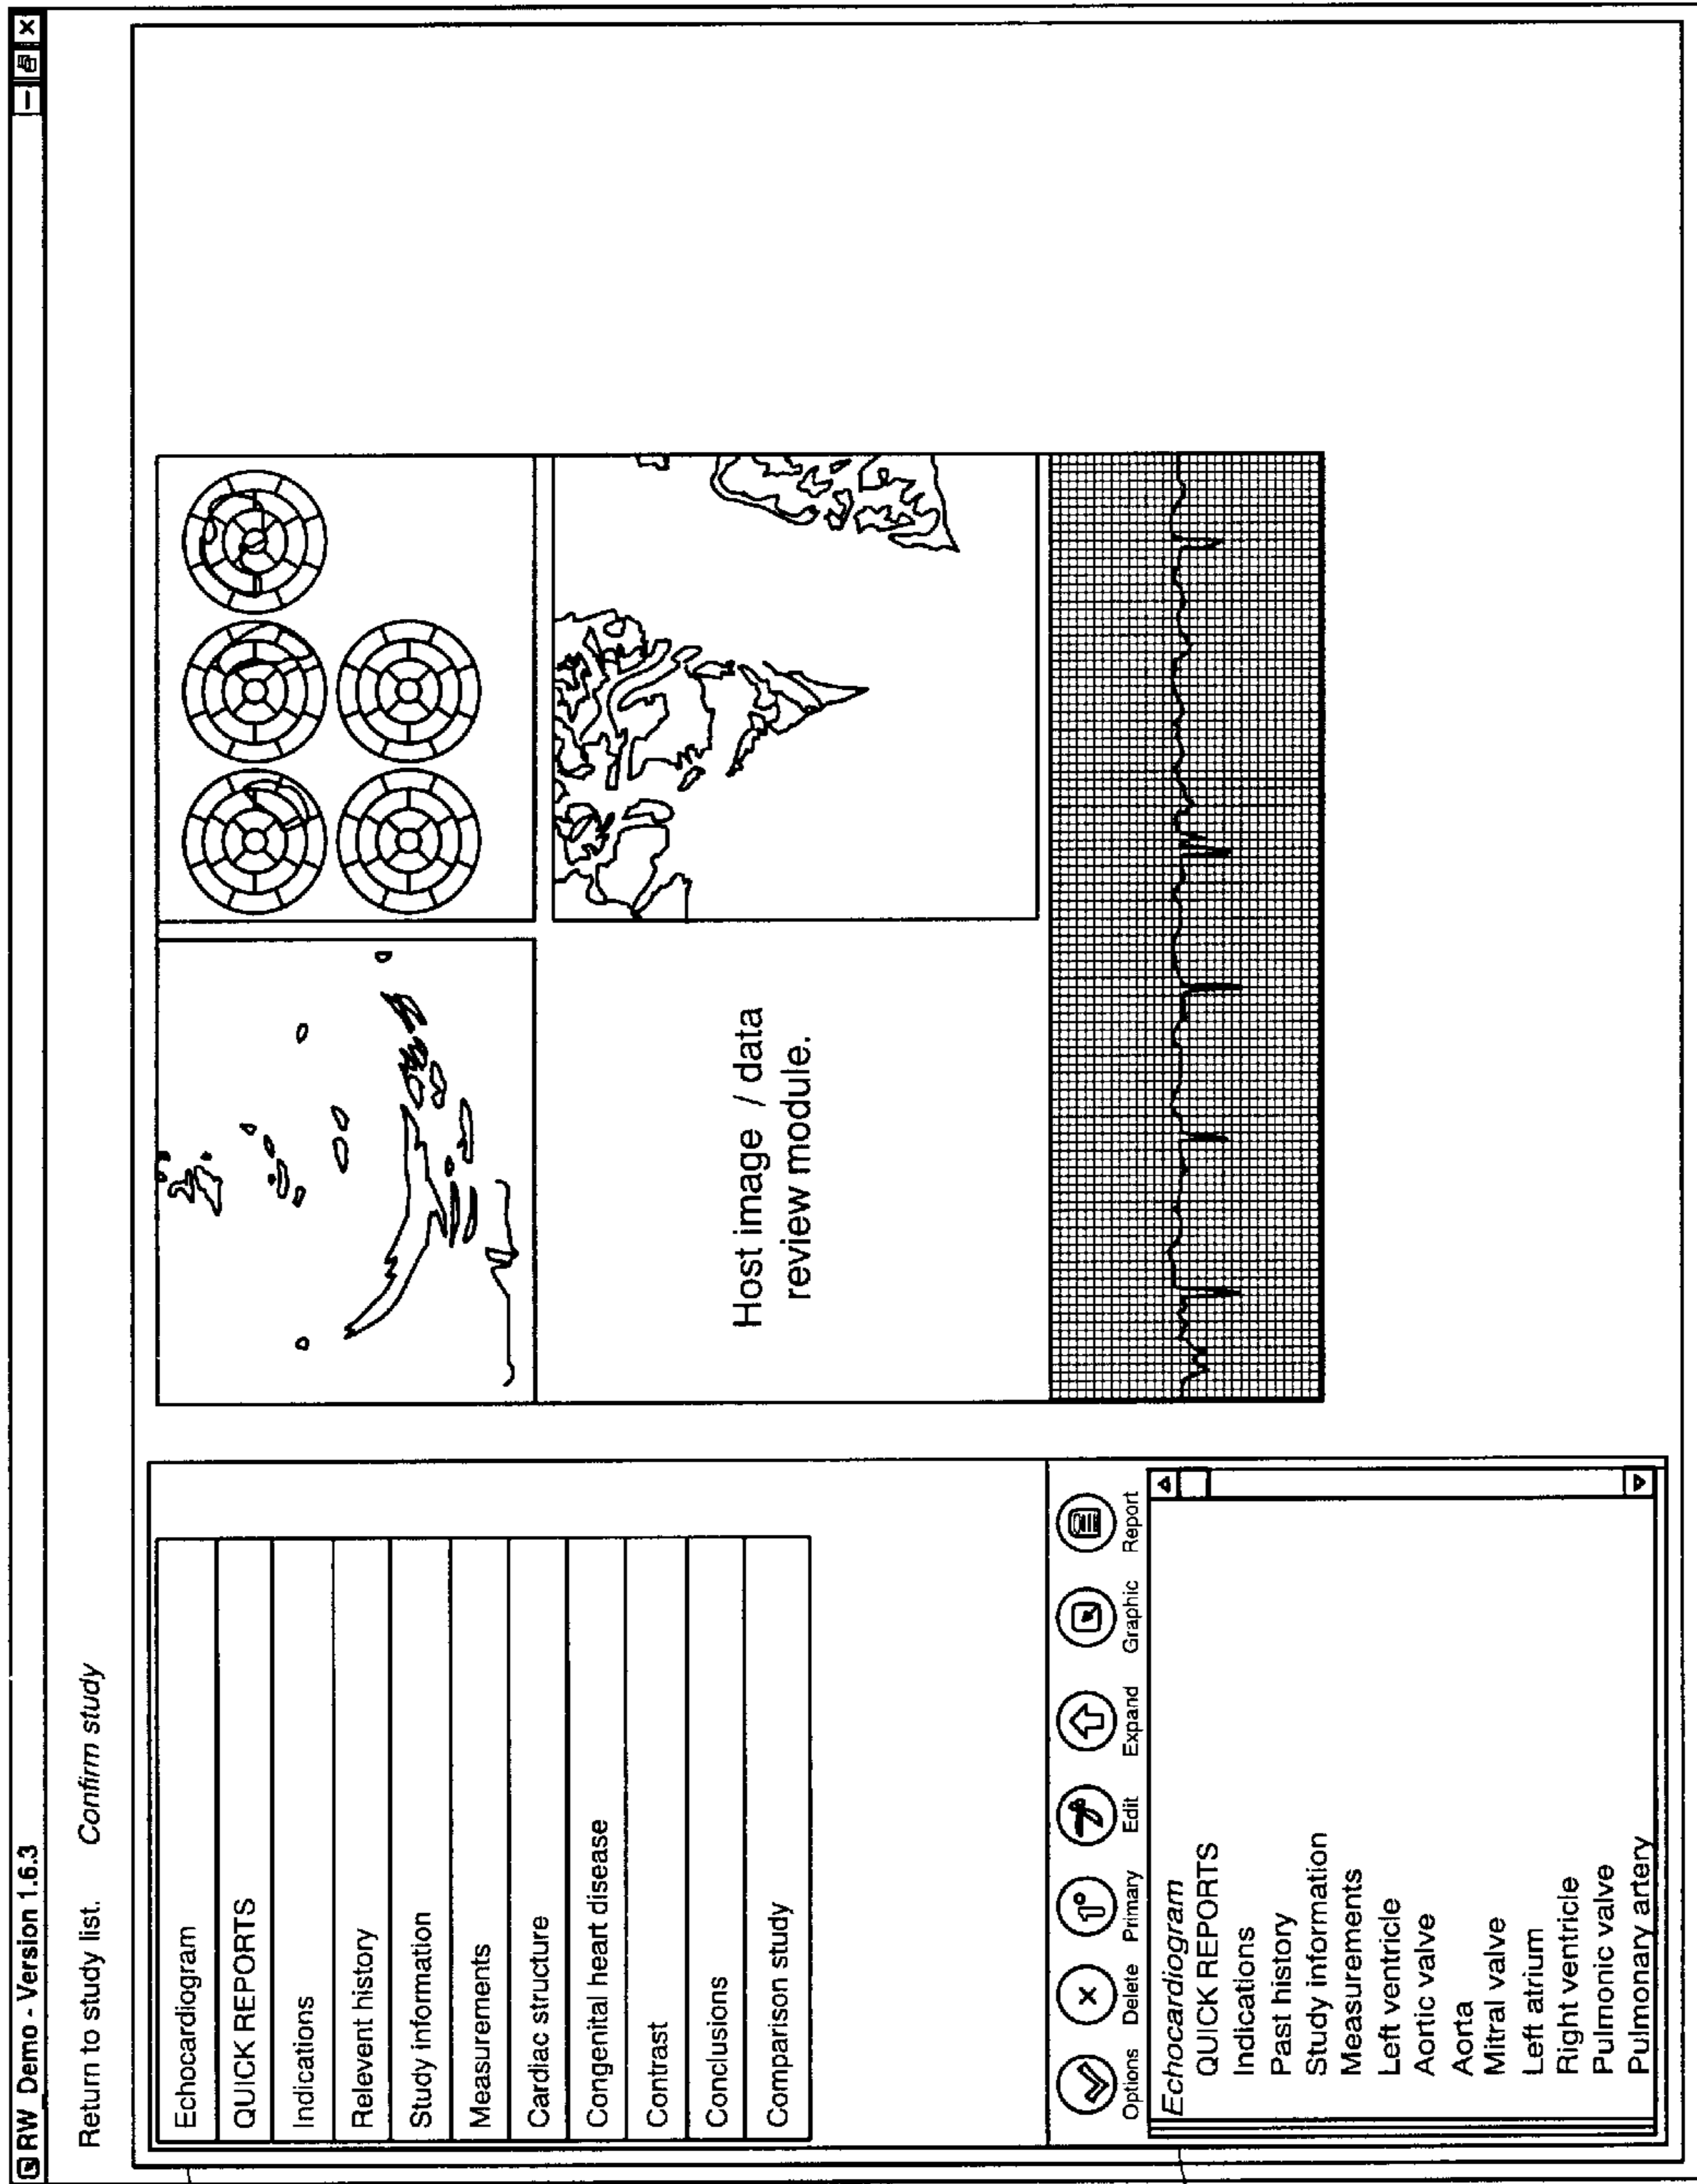 RW_Demo - Version 1.6.3
Return to study list. Confirm study
Echocardiogram
QUICK REPORTS
Indications
Relevent history
Study information
Measurements
Cardiac structure
Congenital heart disease
Contrast
Conclusions
Comparison study
Host image / data
review module.
1°
Options Delete Primary Edit Expand Graphic Report
Echocardiogram
QUICK REPORTS
Indications
Past history
Study information
Measurements
Left ventricle
Aortic valve
Aorta
Mitral valve
Left atrium
Right ventricle
Pulmonic valve
Pulmonary artery